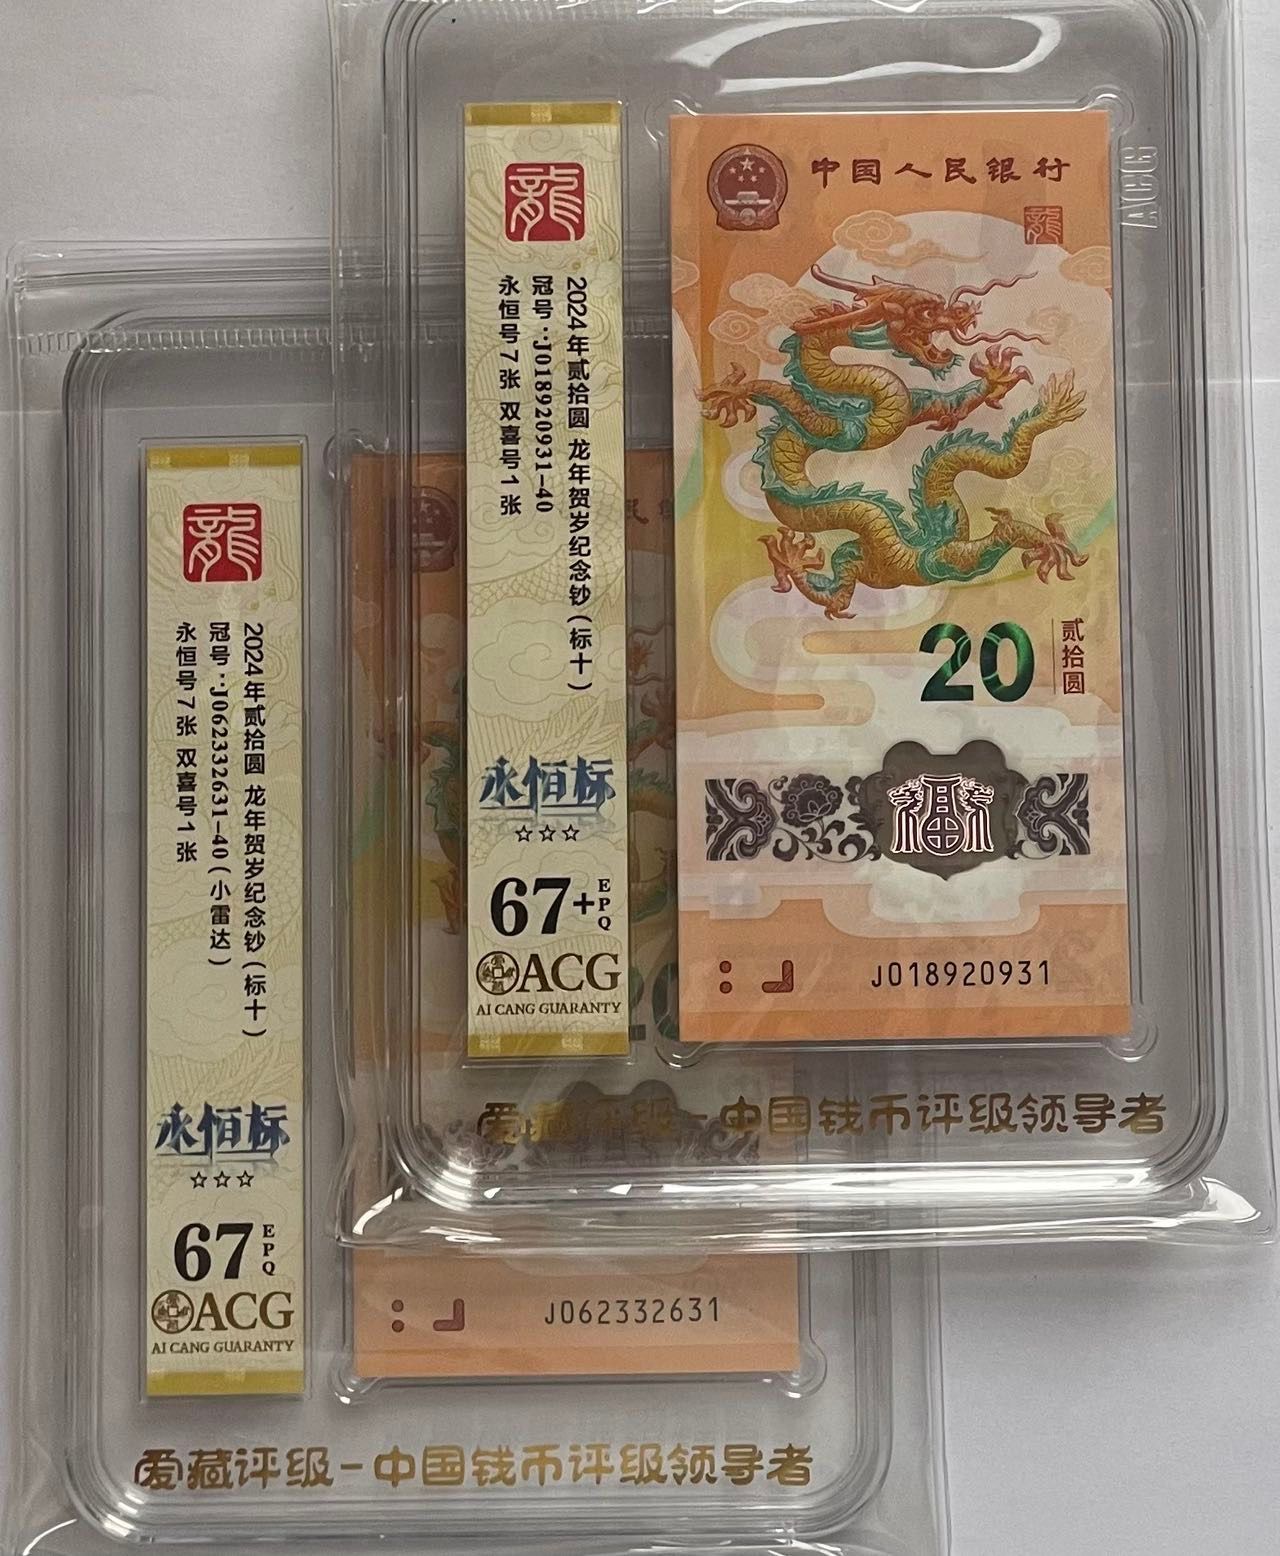 龍
2024年贰拾圆 龙年贺岁纪念钞(标十)
冠号:J018920931-40
永恒号7张 双喜号1张
永恒标
☆☆☆
67+
EPQ
ACG
AI CANG GUARANTY
中国人民银行
龍
20
贰拾圆
J018920931
ACG
爱藏评级-中国钱币评级领导者
龍
2024年贰拾圆 龙年贺岁纪念钞(标十)
冠号:J062332631-40(小雷达)
永恒号7张 双喜号1张
永恒标
☆☆☆
67
EPQ
ACG
AI CANG GUARANTY
J062332631
爱藏评级-中国钱币评级领导者